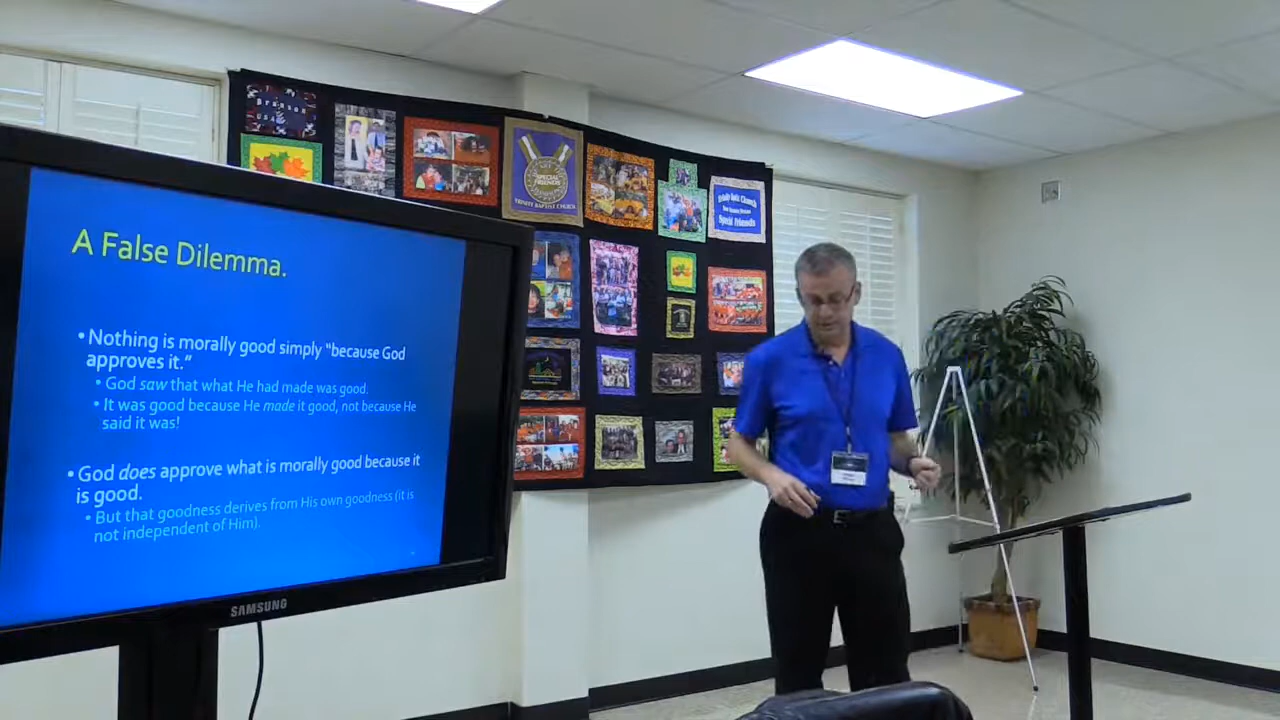 A False Dilemma.
• Nothing is morally good simply “because God
approves it.”
• God saw that what He had made was good.
• It was good because He made it good, not because He
said it was!
• God does approve what is morally good because it
is good.
• But that goodness derives from His own goodness (it is
not independent of Him).
SAMSUNG
Branson
USA
SPECIAL
FRIENDS
TRINITY BAPTIST CHURCH
Special Friends